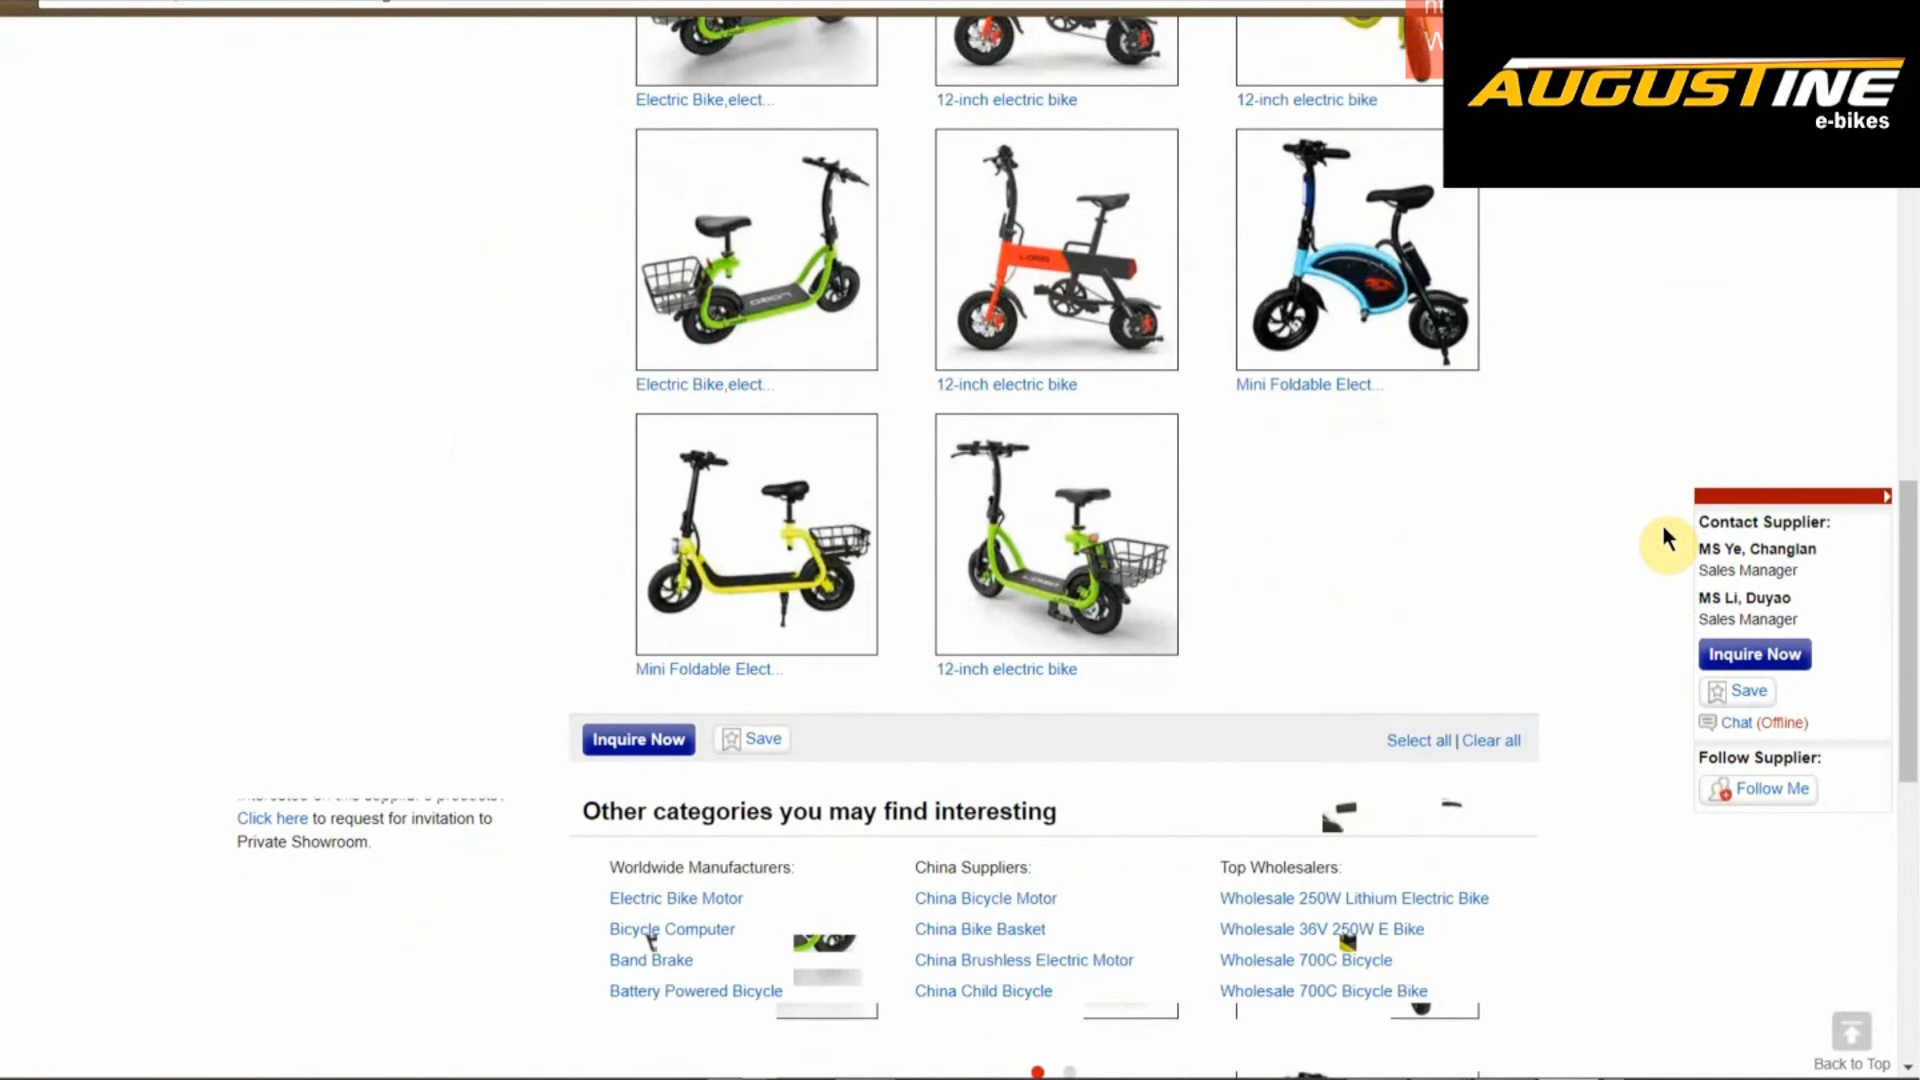 AUGUSTINE
e-bikes
Electric Bike,elect...
12-inch electric bike
12-inch electric bike
Electric Bike,elect...
12-inch electric bike
Mini Foldable Elect...
Mini Foldable Elect...
12-inch electric bike
Contact Supplier:
MS Ye, Changlan
Sales Manager
MS Li, Duyao
Sales Manager
Inquire Now
Save
Chat (Offline)
Follow Supplier:
Follow Me
Inquire Now
Save
Select all | Clear all
Click here to request for invitation to
Private Showroom.
Other categories you may find interesting
Worldwide Manufacturers:
Electric Bike Motor
Bicycle Computer
Band Brake
Battery Powered Bicycle
China Suppliers:
China Bicycle Motor
China Bike Basket
China Brushless Electric Motor
China Child Bicycle
Top Wholesalers:
Wholesale 250W Lithium Electric Bike
Wholesale 36V 250W E Bike
Wholesale 700C Bicycle
Wholesale 700C Bicycle Bike
Back to Top